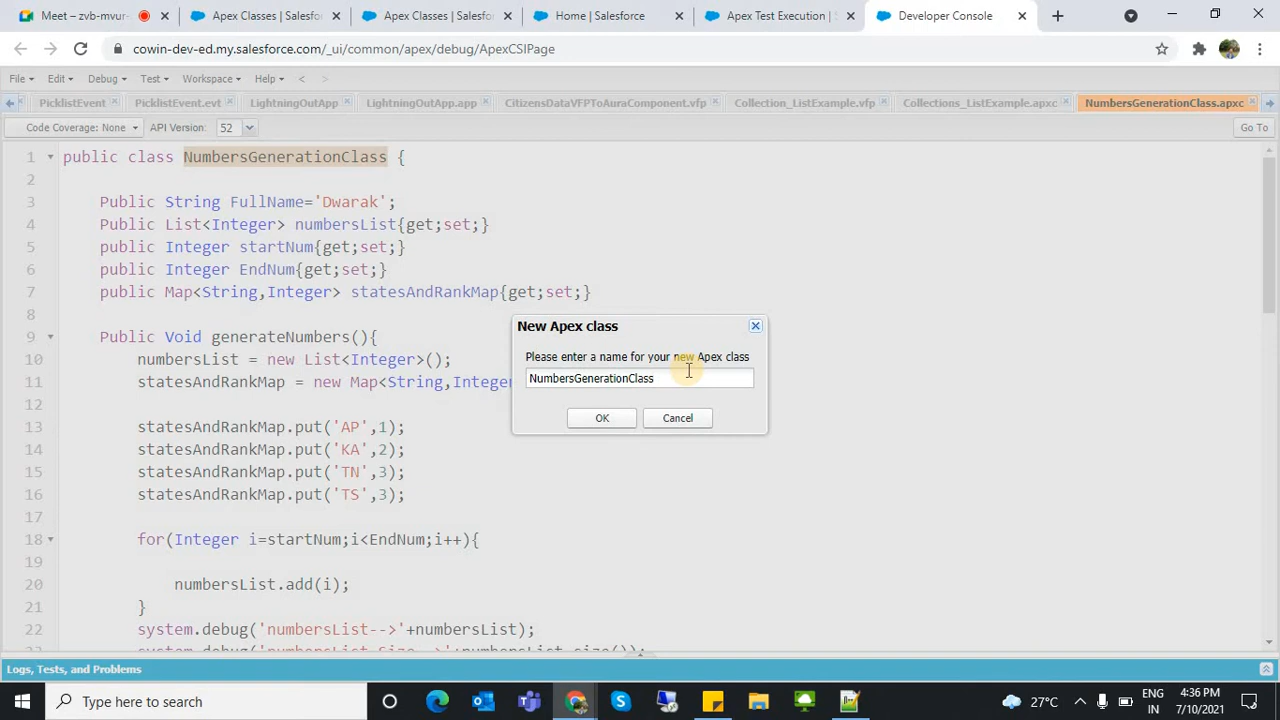 Meet – zvb-mvur-
Apex Classes | Salesfo
Apex Classes | Salesfo
Home | Salesforce
Apex Test Execution |
Developer Console
cowin-dev-ed.my.salesforce.com/_ui/common/apex/debug/ApexCSIPage
File Edit Debug Test Workspace Help < >
PicklistEvent
PicklistEvent.evt
LightningOutApp
LightningOutApp.app
CitizensDataVFPToAuraComponent.vfp
Collection_ListExample.vfp
Collections_ListExample.apxc
NumbersGenerationClass.apxc
Code Coverage: None API Version: 52 Go To
1 public class NumbersGenerationClass {
2
3 Public String FullName='Dwarak';
4 Public List<Integer> numbersList{get;set;}
5 public Integer startNum{get;set;}
6 public Integer EndNum{get;set;}
7 public Map<String,Integer> statesAndRankMap{get;set;}
8
9 Public Void generateNumbers(){
10 numbersList = new List<Integer>();
11 statesAndRankMap = new Map<String,Intege
12
13 statesAndRankMap.put('AP',1);
14 statesAndRankMap.put('KA',2);
15 statesAndRankMap.put('TN',3);
16 statesAndRankMap.put('TS',3);
17
18 for(Integer i=startNum;i<EndNum;i++){
19
20 numbersList.add(i);
21 }
22 system.debug('numbersList-->'+numbersList);
New Apex class
Please enter a name for your new Apex class
NumbersGenerationClass
OK Cancel
Logs, Tests, and Problems
Type here to search
27°C
ENG
IN
4:36 PM
7/10/2021